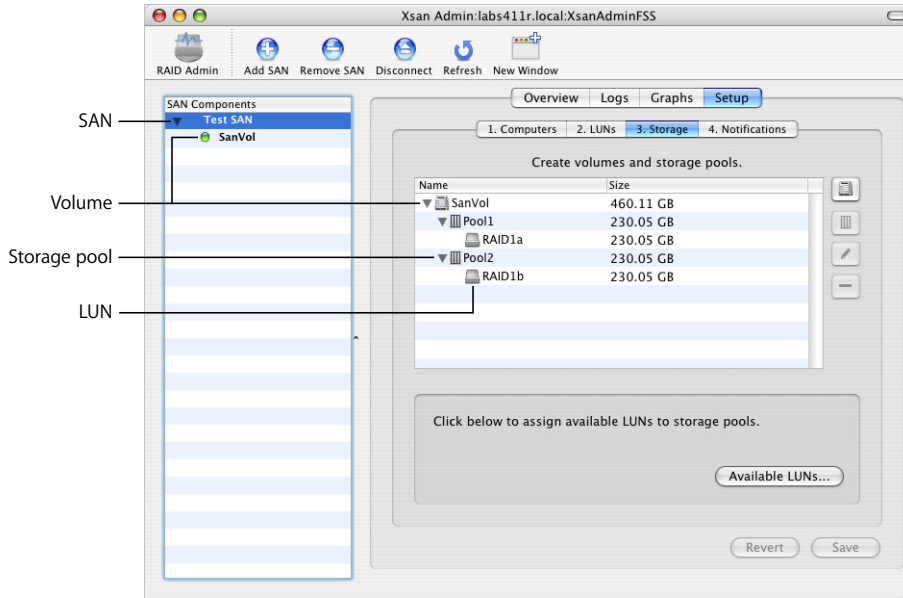 Xsan Admin:labs411r.local:XsanAdminFSS
RAID Admin Add SAN Remove SAN Disconnect Refresh New Window
Overview Logs Graphs Setup
SAN Components
SAN
Test SAN
SanVol
1. Computers 2. LUNs 3. Storage 4. Notifications
Create volumes and storage pools.
Name Size
Volume
SanVol 460.11 GB
Pool1 230.05 GB
RAID1a 230.05 GB
Storage pool
Pool2 230.05 GB
RAID1b 230.05 GB
LUN
Click below to assign available LUNs to storage pools.
Available LUNs...
Revert Save